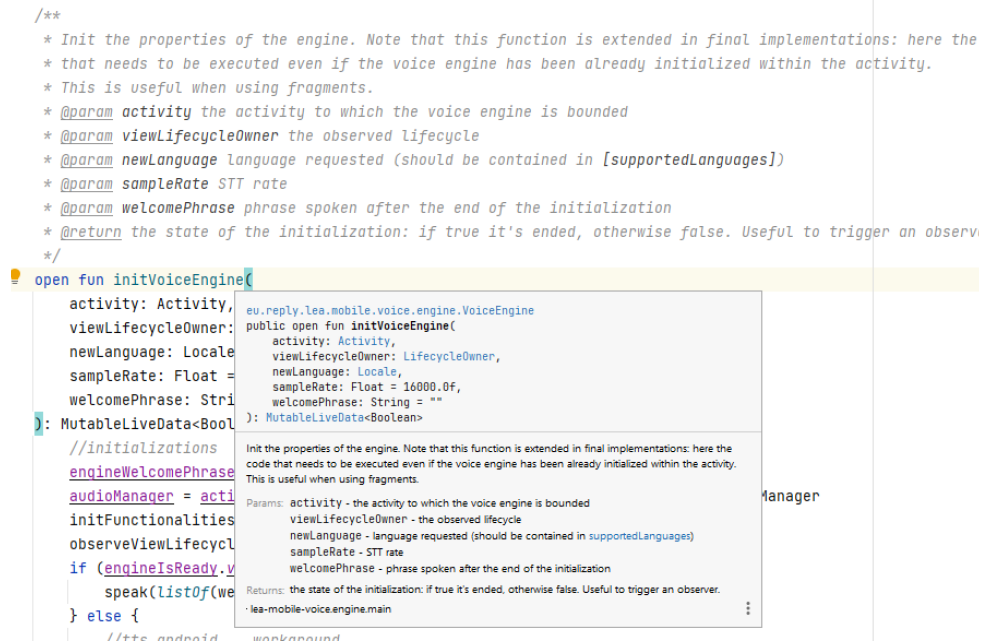 /**
* Init the properties of the engine. Note that this function is extended in final implementations: here the
* that needs to be executed even if the voice engine has been already initialized within the activity.
* This is useful when using fragments.
* @param activity the activity to which the voice engine is bounded
* @param viewLifecycleOwner the observed lifecycle
* @param newLanguage language requested (should be contained in [supportedLanguages])
* @param sampleRate STT rate
* @param welcomePhrase phrase spoken after the end of the initialization
* @return the state of the initialization: if true it's ended, otherwise false. Useful to trigger an observe
*/
open fun initVoiceEngine(
activity: Activity,
viewLifecycleOwner:
newLanguage: Locale
sampleRate: Float =
welcomePhrase: Stri
): MutableLiveData<Bool
//initializations
engineWelcomePhrase
audioManager = acti Manager
initFunctionalities
observeViewLifecycl
if (engineIsReady.v
speak(listOf(we
} else {
//tts android workaround
eu.reply.lea.mobile.voice.engine.VoiceEngine
public open fun initVoiceEngine(
activity: Activity,
viewLifecycleOwner: LifecycleOwner,
newLanguage: Locale,
sampleRate: Float = 16000.0f,
welcomePhrase: String = ""
): MutableLiveData<Boolean>
Init the properties of the engine. Note that this function is extended in final implementations: here the
code that needs to be executed even if the voice engine has been already initialized within the activity.
This is useful when using fragments.
Params: activity - the activity to which the voice engine is bounded
viewLifecycleOwner - the observed lifecycle
newLanguage - language requested (should be contained in supportedLanguages)
sampleRate - STT rate
welcomePhrase - phrase spoken after the end of the initialization
Returns: the state of the initialization: if true it's ended, otherwise false. Useful to trigger an observer.
· lea-mobile-voice.engine.main